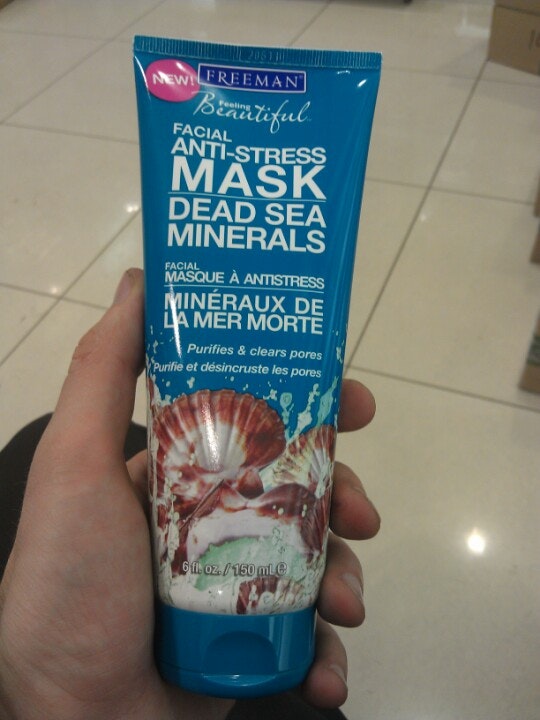 NEW!
FREEMAN
Feeling
Beautiful
FACIAL
ANTI-STRESS
MASK
DEAD SEA
MINERALS
FACIAL
MASQUE À ANTISTRESS
MINÉRAUX DE
LA MER MORTE
Purifies & clears pores
Purifie et désincruste les pores
6 fl. oz. / 150 mL e